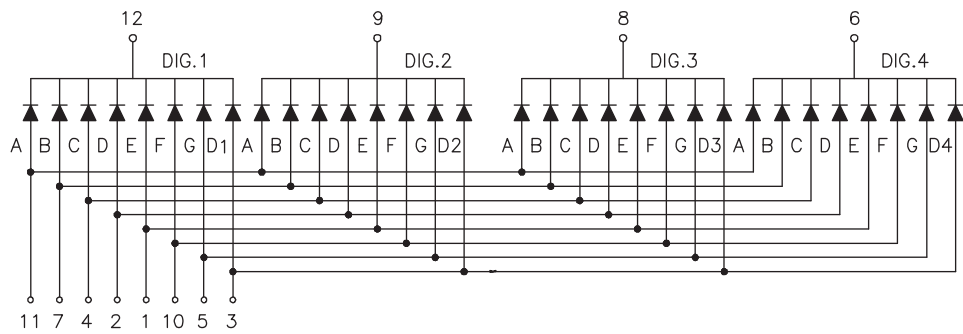 12 9 8 6
DIG.1 DIG.2 DIG.3 DIG.4
A B C D E F G D1 A B C D E F G D2 A B C D E F G D3 A B C D E F G D4
11 7 4 2 1 10 5 3